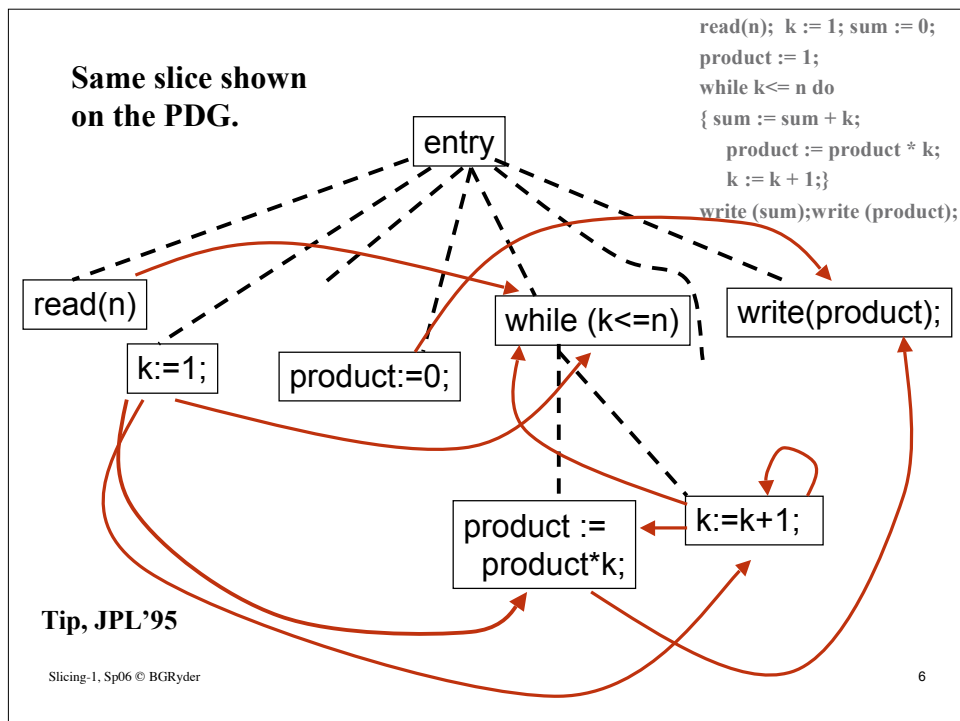 read(n); k := 1; sum := 0;
product := 1;
while k<= n do
{ sum := sum + k;
product := product * k;
k := k + 1;}
write (sum);write (product);
Same slice shown
on the PDG.
entry
read(n)
while (k<=n)
write(product);
k:=1;
product:=0;
product :=
product*k;
k:=k+1;
Tip, JPL’95
Slicing-1, Sp06 © BGRyder
6